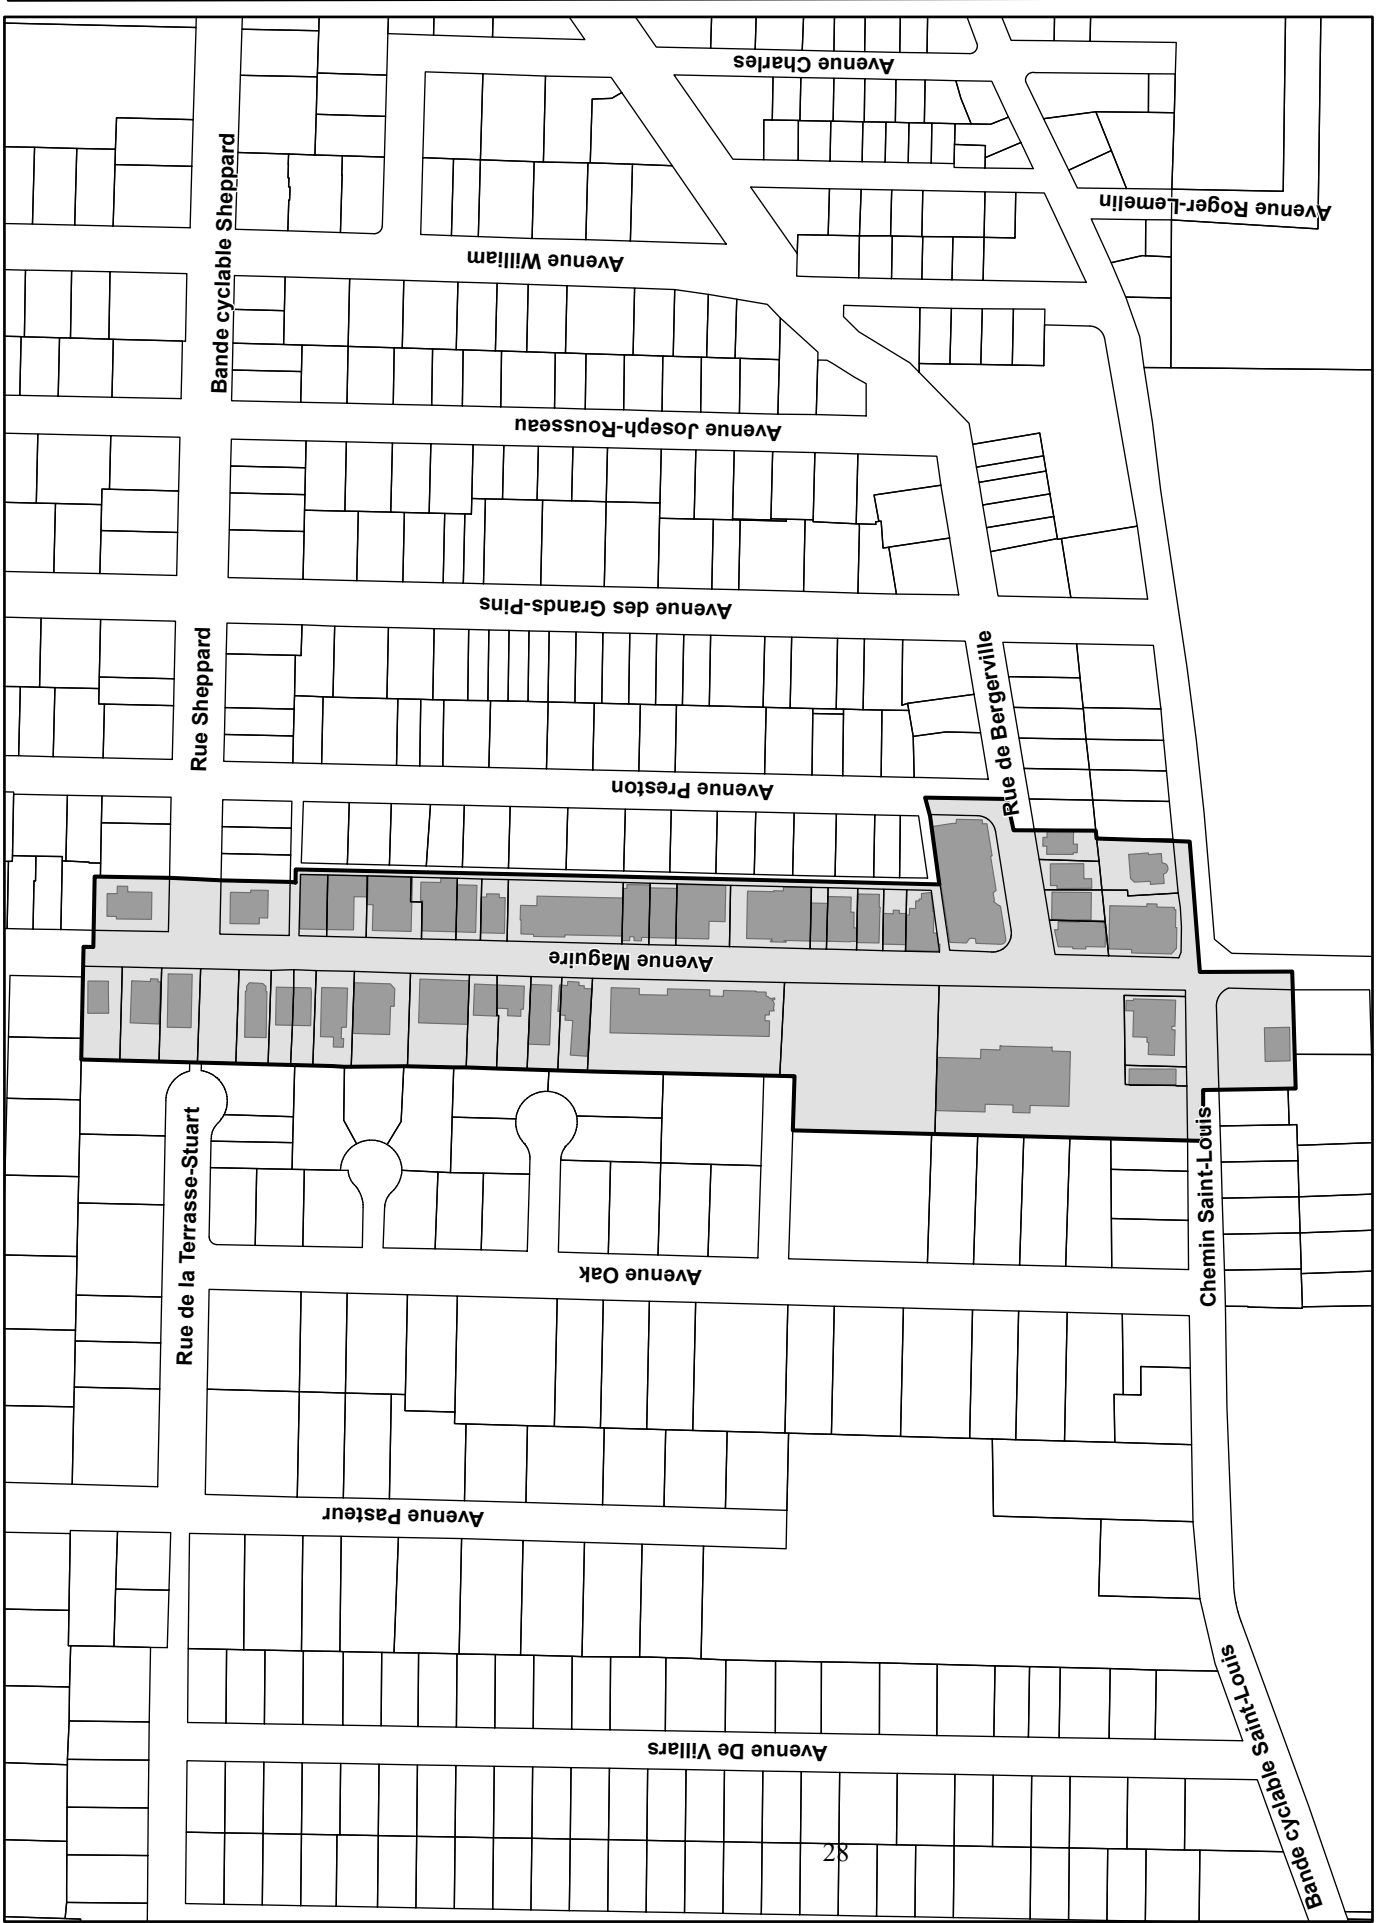 Avenue Charles
Avenue Roger-Lemelin
Bande cyclable Sheppard
Avenue William
Avenue Joseph-Rousseau
Avenue des Grands-Pins
Rue Sheppard
Rue de Bergerville
Avenue Preston
Avenue Maguire
Rue de la Terrasse-Stuart
Chemin Saint-Louis
Avenue Oak
Avenue Pasteur
Bande cyclable Saint-Louis
Avenue De Villars
28